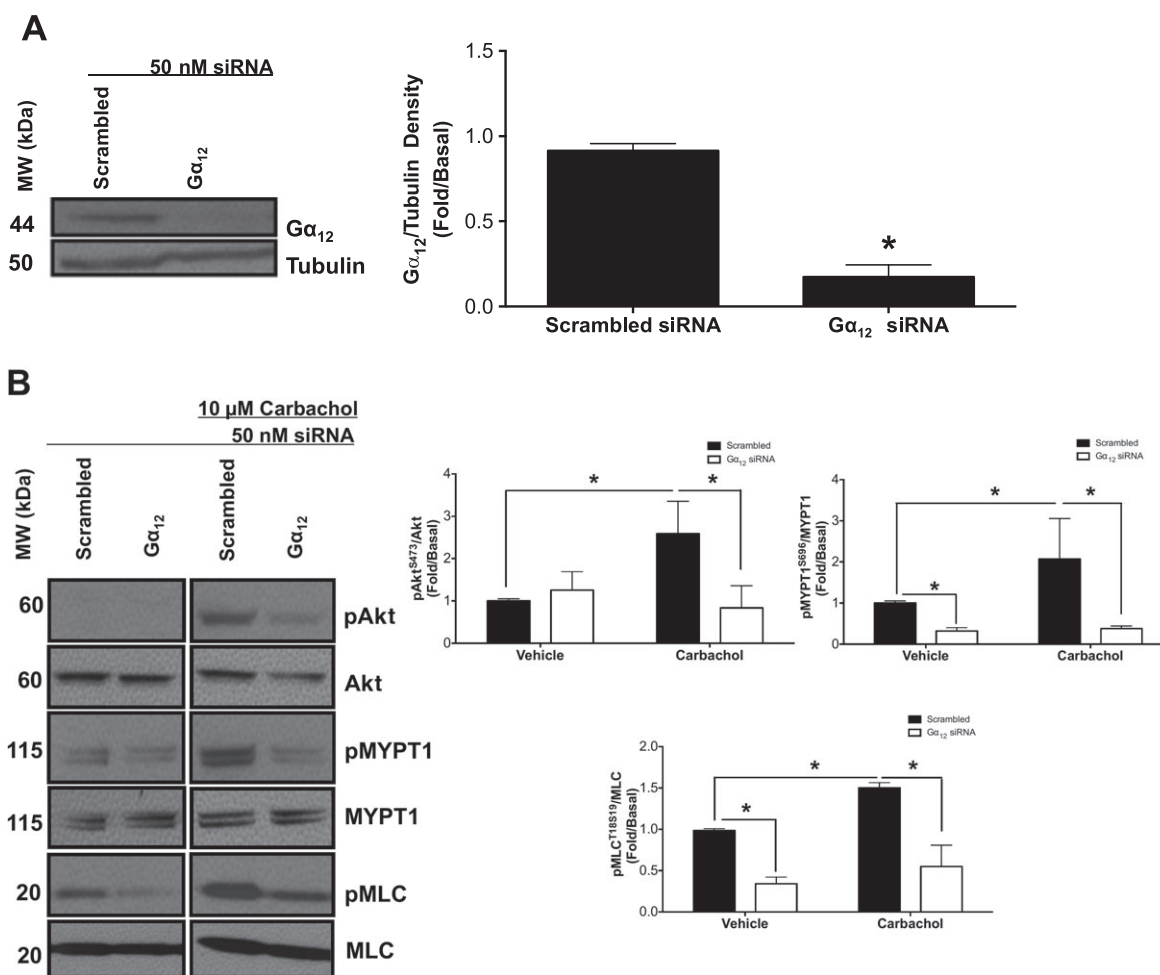 A
50 nM siRNA
MW (kDa)
Scrambled
Gα12
44
Gα12
50
Tubulin
Gα12/Tubulin Density
(Fold/Basal)
1.5
1.0
0.5
0.0
*
Scrambled siRNA
Gα12 siRNA
B
10 µM Carbachol
50 nM siRNA
MW (kDa)
Scrambled
Gα12
Scrambled
Gα12
60
pAkt
60
Akt
115
pMYPT1
115
MYPT1
20
pMLC
20
MLC
Scrambled
Gα12 siRNA
pAktS473/Akt
(Fold/Basal)
4
3
2
1
0
*
*
Vehicle
Carbachol
Scrambled
Gα12 siRNA
pMYPT1S696/MYPT1
(Fold/Basal)
4
3
2
1
0
*
*
*
Vehicle
Carbachol
Scrambled
Gα12 siRNA
pMLCT18S19/MLC
(Fold/Basal)
2.0
1.5
1.0
0.5
0.0
*
*
*
Vehicle
Carbachol